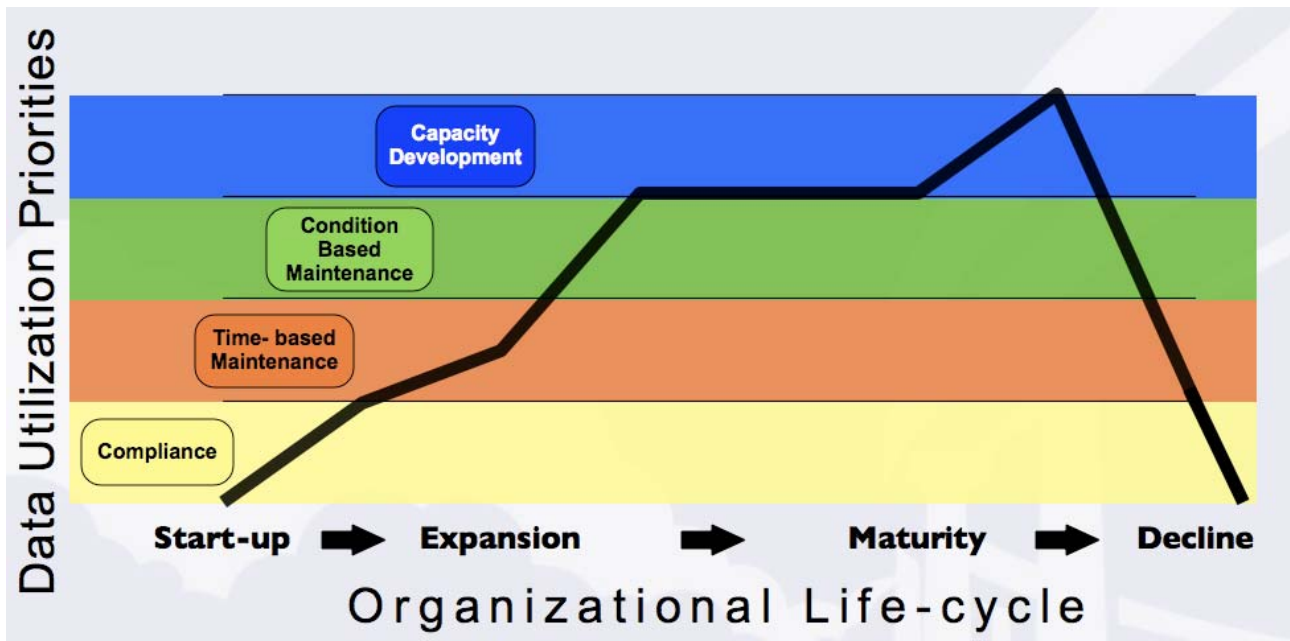 Data Utilization Priorities
Capacity
Development
Condition
Based
Maintenance
Time- based
Maintenance
Compliance
Start-up
Expansion
Maturity
Decline
Organizational Life-cycle